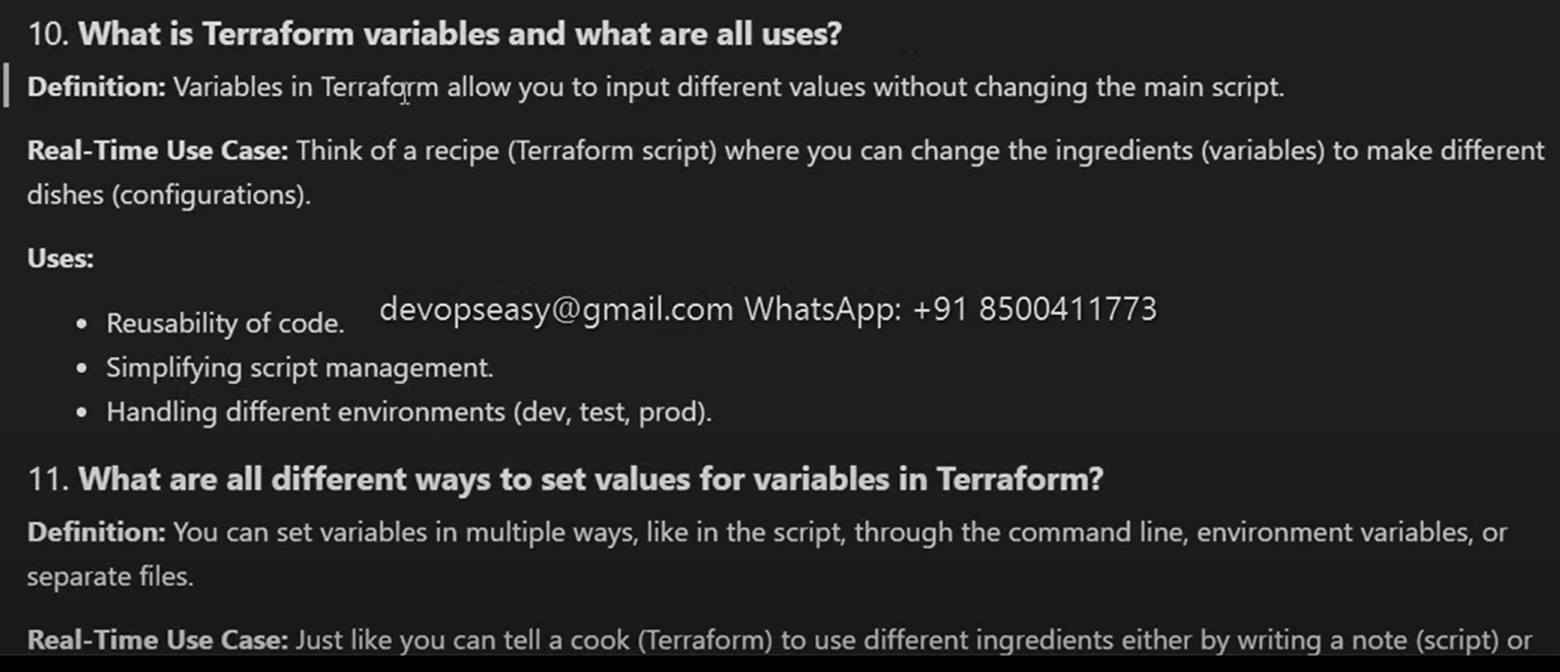 10. What is Terraform variables and what are all uses?
Definition: Variables in Terraform allow you to input different values without changing the main script.
Real-Time Use Case: Think of a recipe (Terraform script) where you can change the ingredients (variables) to make different
dishes (configurations).
Uses:
devopseasy@gmail.com WhatsApp: +91 8500411773
• Reusability of code.
• Simplifying script management.
• Handling different environments (dev, test, prod).
11. What are all different ways to set values for variables in Terraform?
Definition: You can set variables in multiple ways, like in the script, through the command line, environment variables, or
separate files.
Real-Time Use Case: Just like you can tell a cook (Terraform) to use different ingredients either by writing a note (script) or